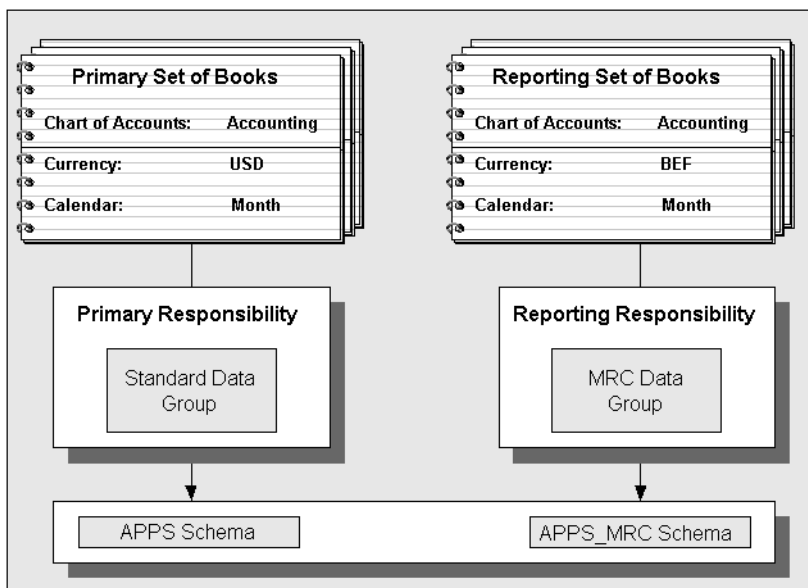 Primary Set of Books
Chart of Accounts: Accounting
Currency: USD
Calendar: Month
Reporting Set of Books
Chart of Accounts: Accounting
Currency: BEF
Calendar: Month
Primary Responsibility
Standard Data
Group
Reporting Responsibility
MRC Data
Group
APPS Schema
APPS_MRC Schema